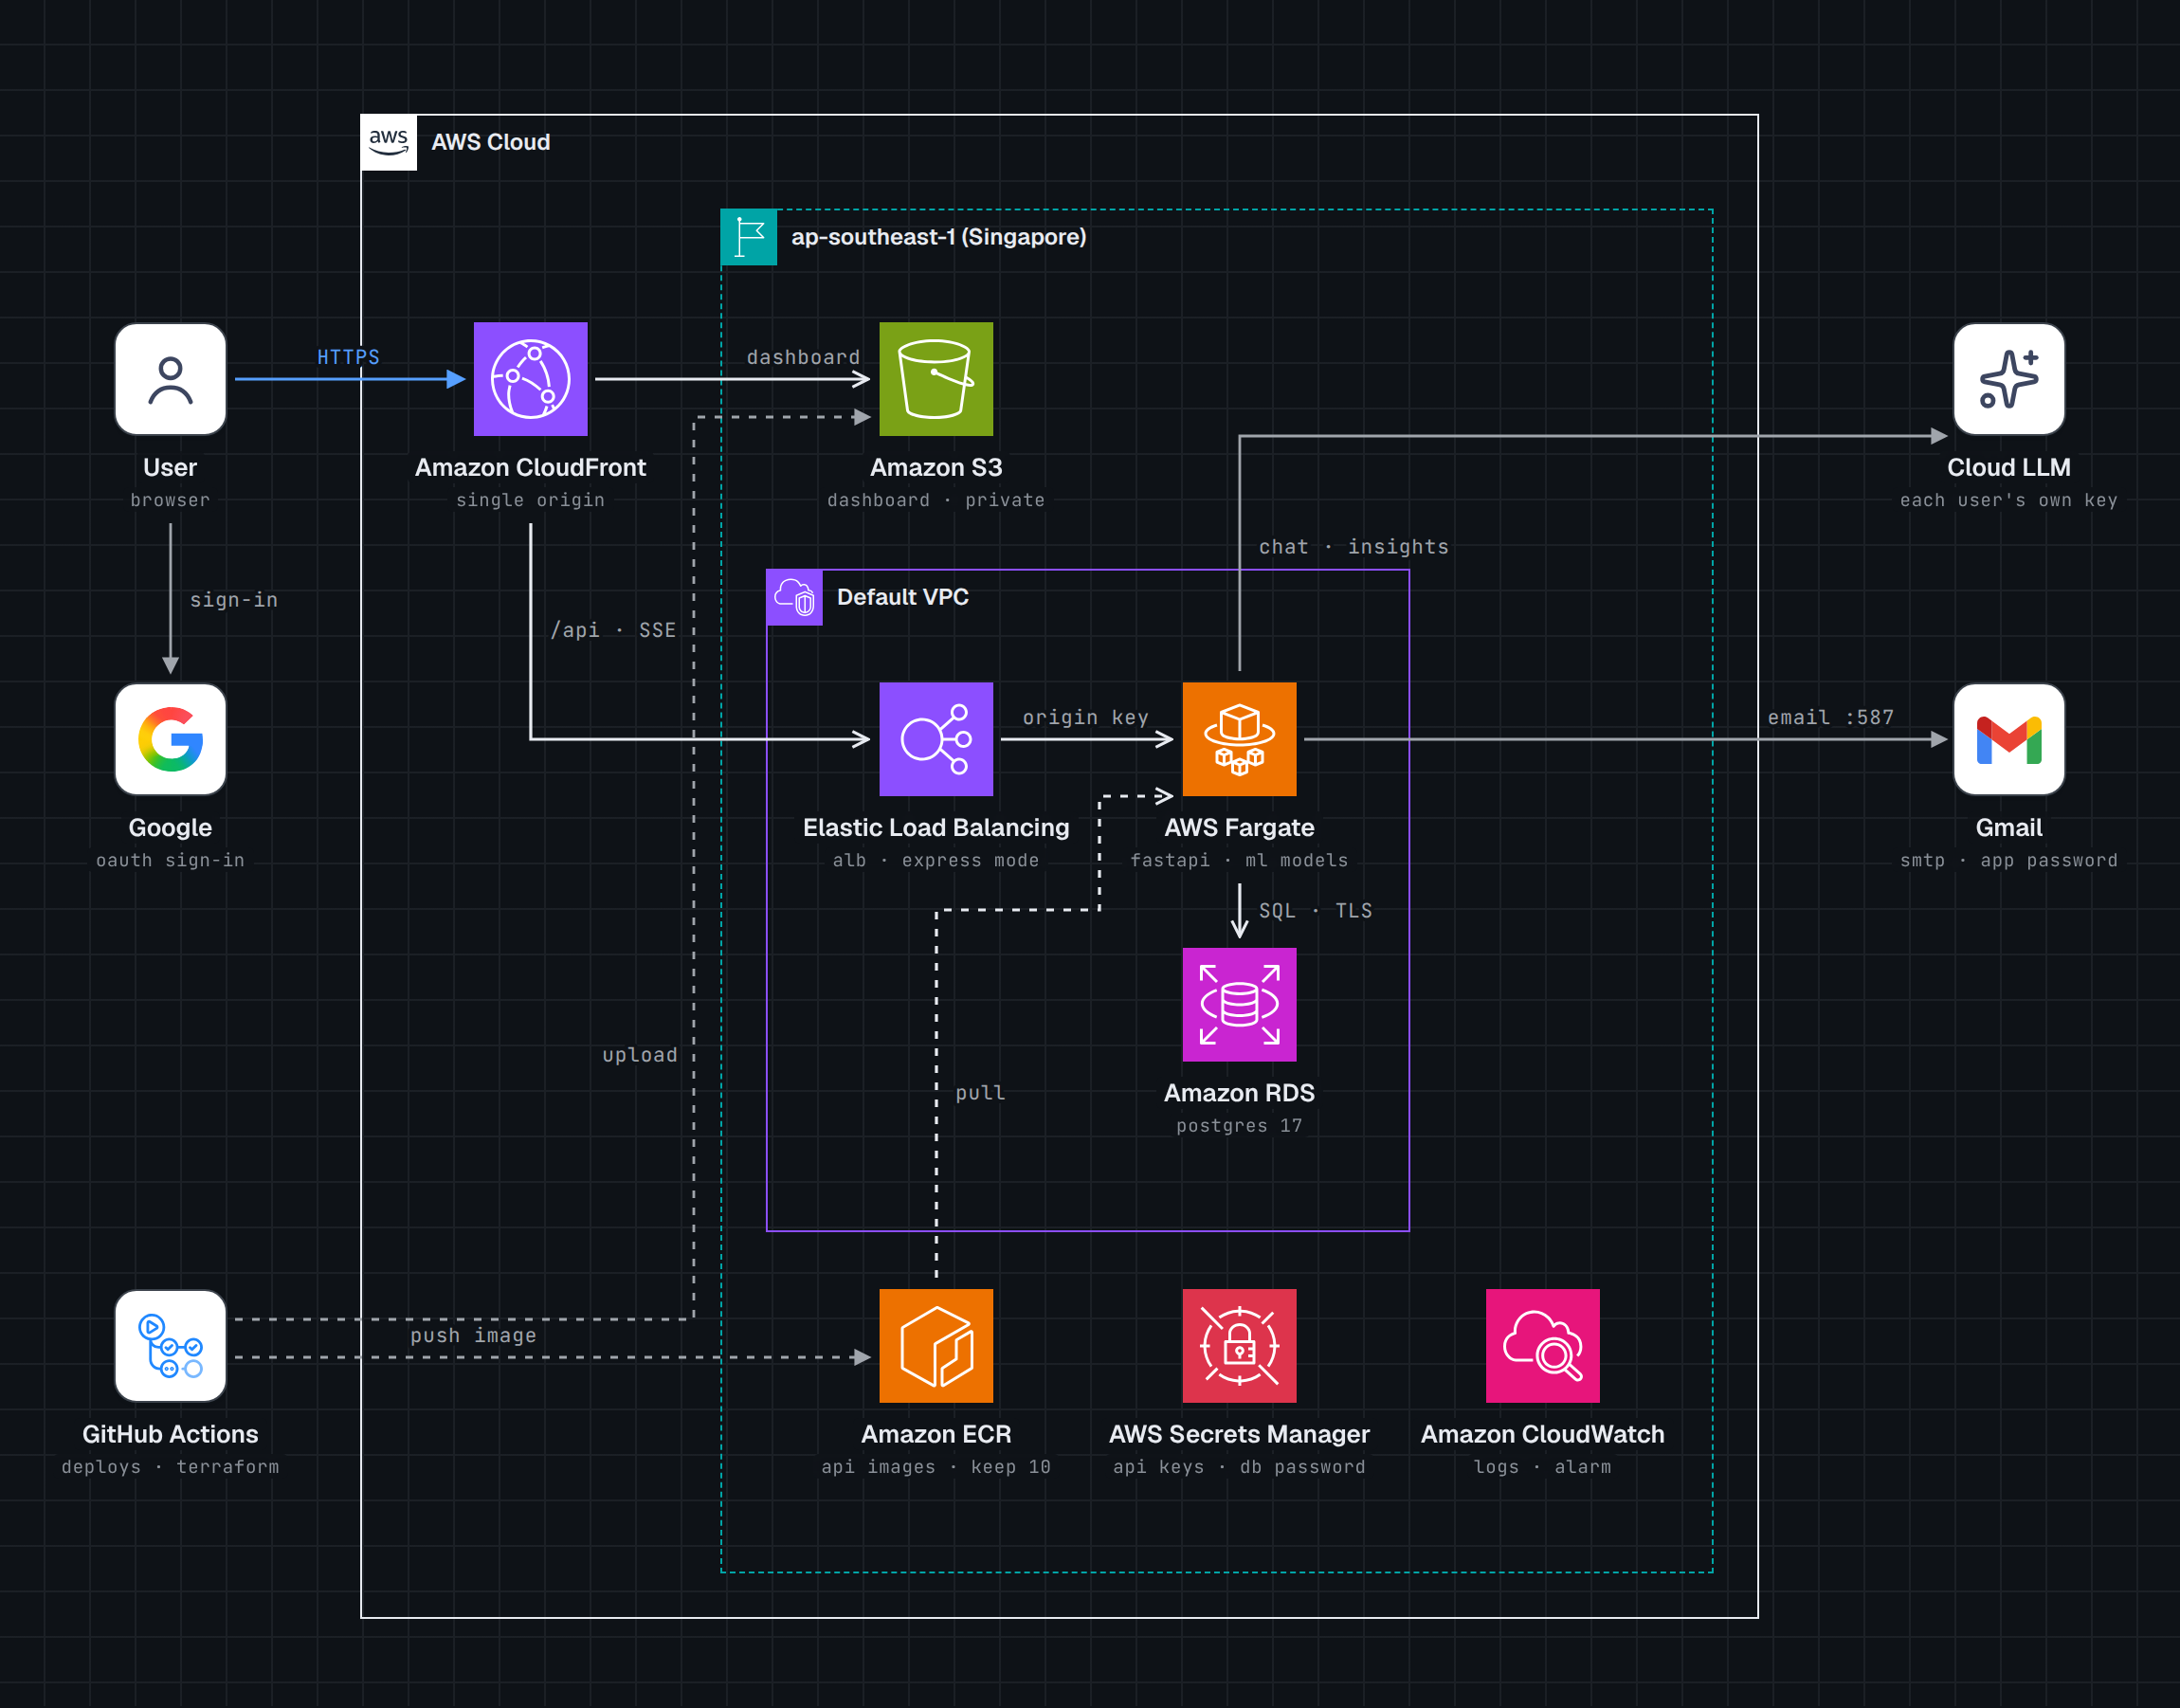 aws
AWS Cloud
ap-southeast-1 (Singapore)
HTTPS
dashboard
User
browser
Amazon CloudFront
single origin
Amazon S3
dashboard · private
Cloud LLM
each user's own key
chat · insights
sign-in
/api · SSE
Default VPC
origin key
email :587
Google
oauth sign-in
Elastic Load Balancing
alb · express mode
AWS Fargate
fastapi · ml models
Gmail
smtp · app password
SQL · TLS
upload
pull
Amazon RDS
postgres 17
push image
GitHub Actions
deploys · terraform
Amazon ECR
api images · keep 10
AWS Secrets Manager
api keys · db password
Amazon CloudWatch
logs · alarm